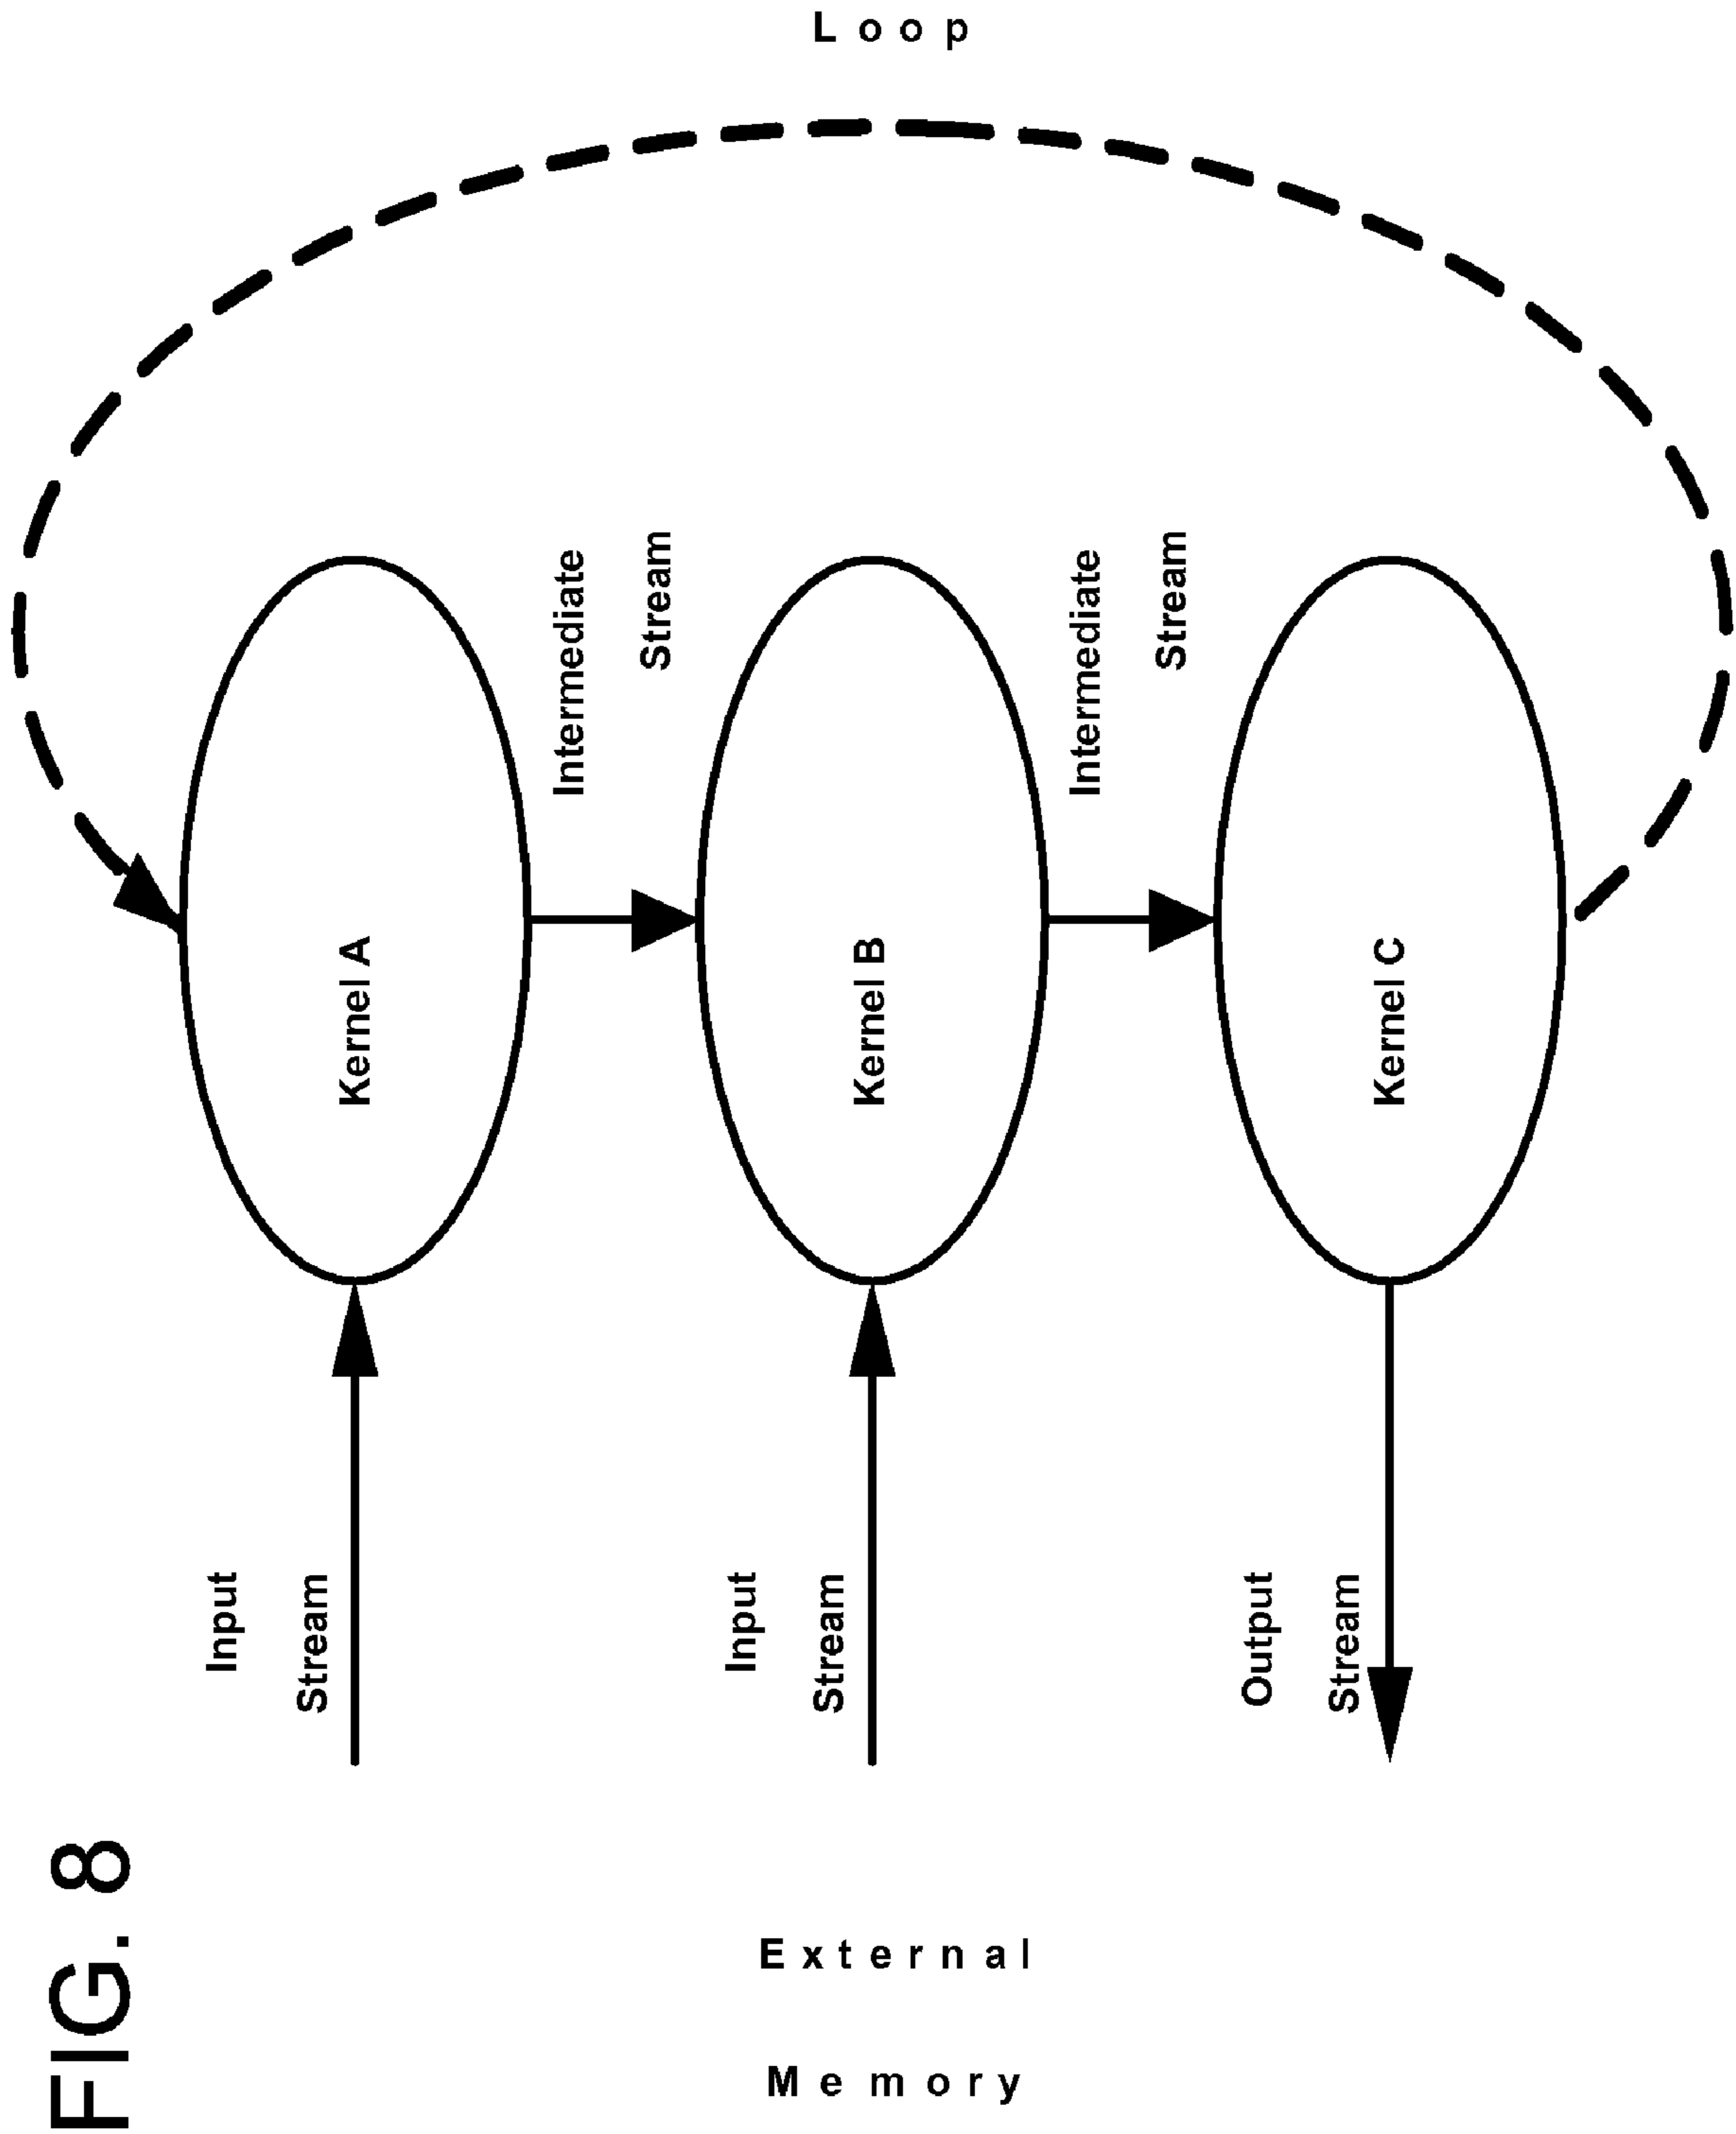 FIG. 8
Loop
Kernel A
Intermediate
Stream
Kernel B
Intermediate
Stream
Kernel C
Input
Stream
Input
Stream
Output
Stream
External
Memory